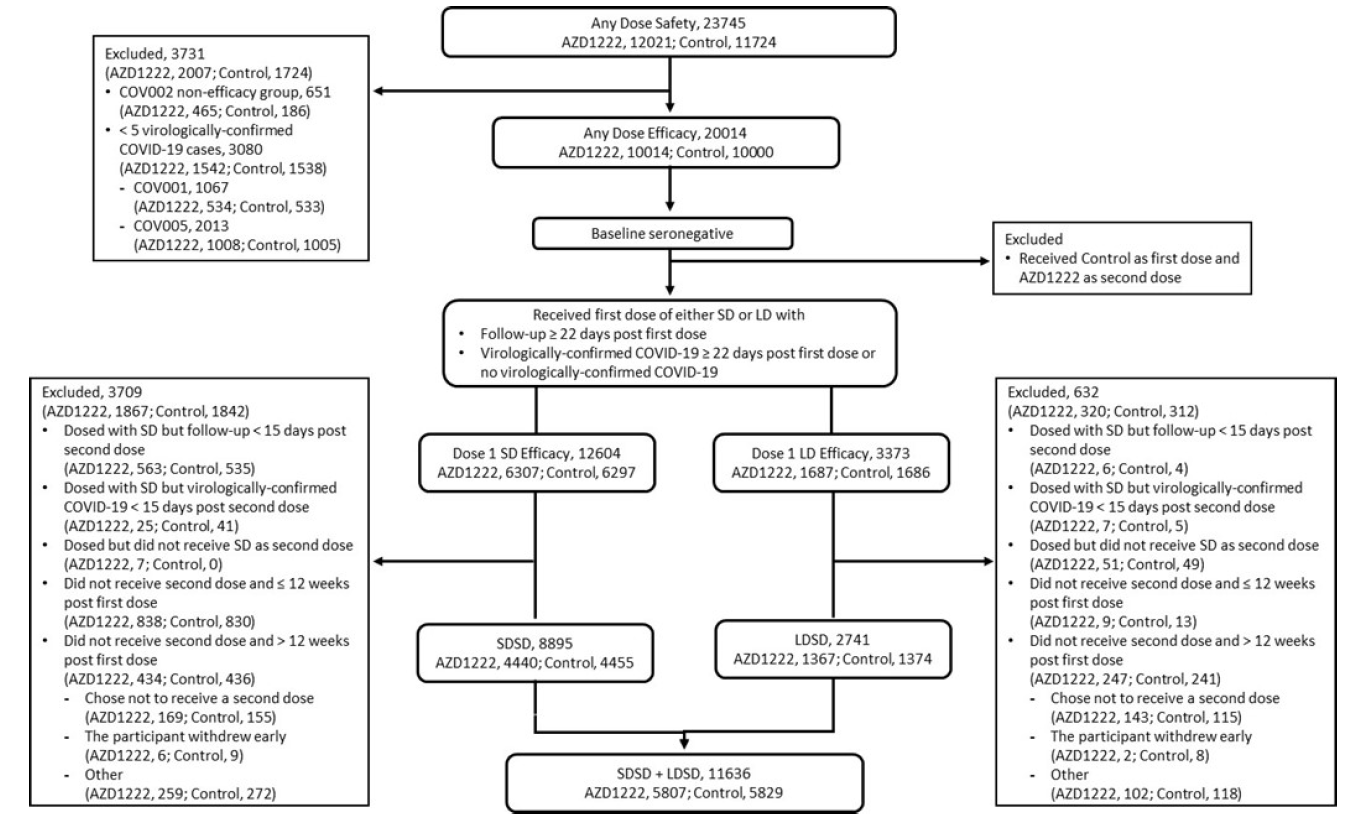 Any Dose Safety, 23745
AZD1222, 12021; Control, 11724
Excluded, 3731
(AZD1222, 2007; Control, 1724)
• COV002 non-efficacy group, 651
(AZD1222, 465; Control, 186)
• < 5 virologically-confirmed
COVID-19 cases, 3080
(AZD1222, 1542; Control, 1538)
- COV001, 1067
(AZD1222, 534; Control, 533)
- COV005, 2013
(AZD1222, 1008; Control, 1005)
Any Dose Efficacy, 20014
AZD1222, 10014; Control, 10000
Baseline seronegative
Excluded
• Received Control as first dose and
AZD1222 as second dose
Received first dose of either SD or LD with
• Follow-up ≥ 22 days post first dose
• Virologically-confirmed COVID-19 ≥ 22 days post first dose or
no virologically-confirmed COVID-19
Excluded, 3709
(AZD1222, 1867; Control, 1842)
• Dosed with SD but follow-up < 15 days post
second dose
(AZD1222, 563; Control, 535)
• Dosed with SD but virologically-confirmed
COVID-19 < 15 days post second dose
(AZD1222, 25; Control, 41)
• Dosed but did not receive SD as second dose
(AZD1222, 7; Control, 0)
• Did not receive second dose and ≤ 12 weeks
post first dose
(AZD1222, 838; Control, 830)
• Did not receive second dose and > 12 weeks
post first dose
(AZD1222, 434; Control, 436)
- Chose not to receive a second dose
(AZD1222, 169; Control, 155)
- The participant withdrew early
(AZD1222, 6; Control, 9)
- Other
(AZD1222, 259; Control, 272)
Dose 1 SD Efficacy, 12604
AZD1222, 6307; Control, 6297
Dose 1 LD Efficacy, 3373
AZD1222, 1687; Control, 1686
Excluded, 632
(AZD1222, 320; Control, 312)
• Dosed with SD but follow-up < 15 days post
second dose
(AZD1222, 6; Control, 4)
• Dosed with SD but virologically-confirmed
COVID-19 < 15 days post second dose
(AZD1222, 7; Control, 5)
• Dosed but did not receive SD as second dose
(AZD1222, 51; Control, 49)
• Did not receive second dose and ≤ 12 weeks
post first dose
(AZD1222, 9; Control, 13)
• Did not receive second dose and > 12 weeks
post first dose
(AZD1222, 247; Control, 241)
- Chose not to receive a second dose
(AZD1222, 143; Control, 115)
- The participant withdrew early
(AZD1222, 2; Control, 8)
- Other
(AZD1222, 102; Control, 118)
SDSD, 8895
AZD1222, 4440; Control, 4455
LDSD, 2741
AZD1222, 1367; Control, 1374
SDSD + LDSD, 11636
AZD1222, 5807; Control, 5829